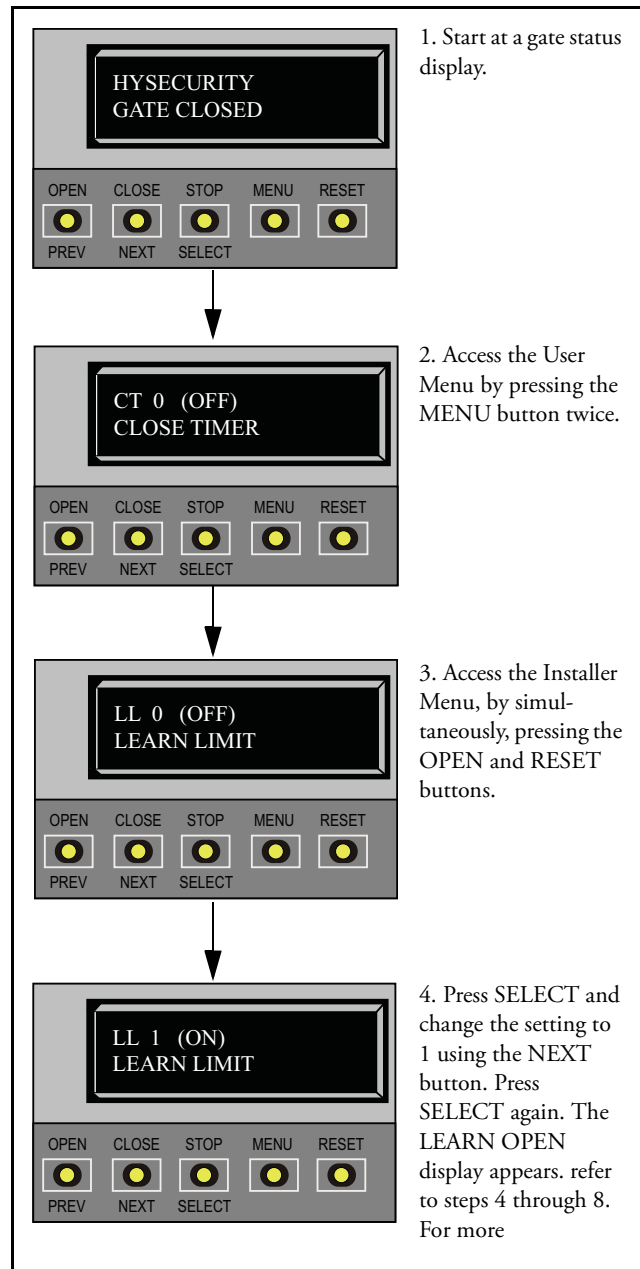 HYSECURITY
GATE CLOSED
OPEN CLOSE STOP MENU RESET
PREV NEXT SELECT
1. Start at a gate status
display.
CT 0 (OFF)
CLOSE TIMER
OPEN CLOSE STOP MENU RESET
PREV NEXT SELECT
2. Access the User
Menu by pressing the
MENU button twice.
LL 0 (OFF)
LEARN LIMIT
OPEN CLOSE STOP MENU RESET
PREV NEXT SELECT
3. Access the Installer
Menu, by simul-
taneously, pressing the
OPEN and RESET
buttons.
LL 1 (ON)
LEARN LIMIT
OPEN CLOSE STOP MENU RESET
PREV NEXT SELECT
4. Press SELECT and
change the setting to
1 using the NEXT
button. Press
SELECT again. The
LEARN OPEN
display appears. refer
to steps 4 through 8.
For more